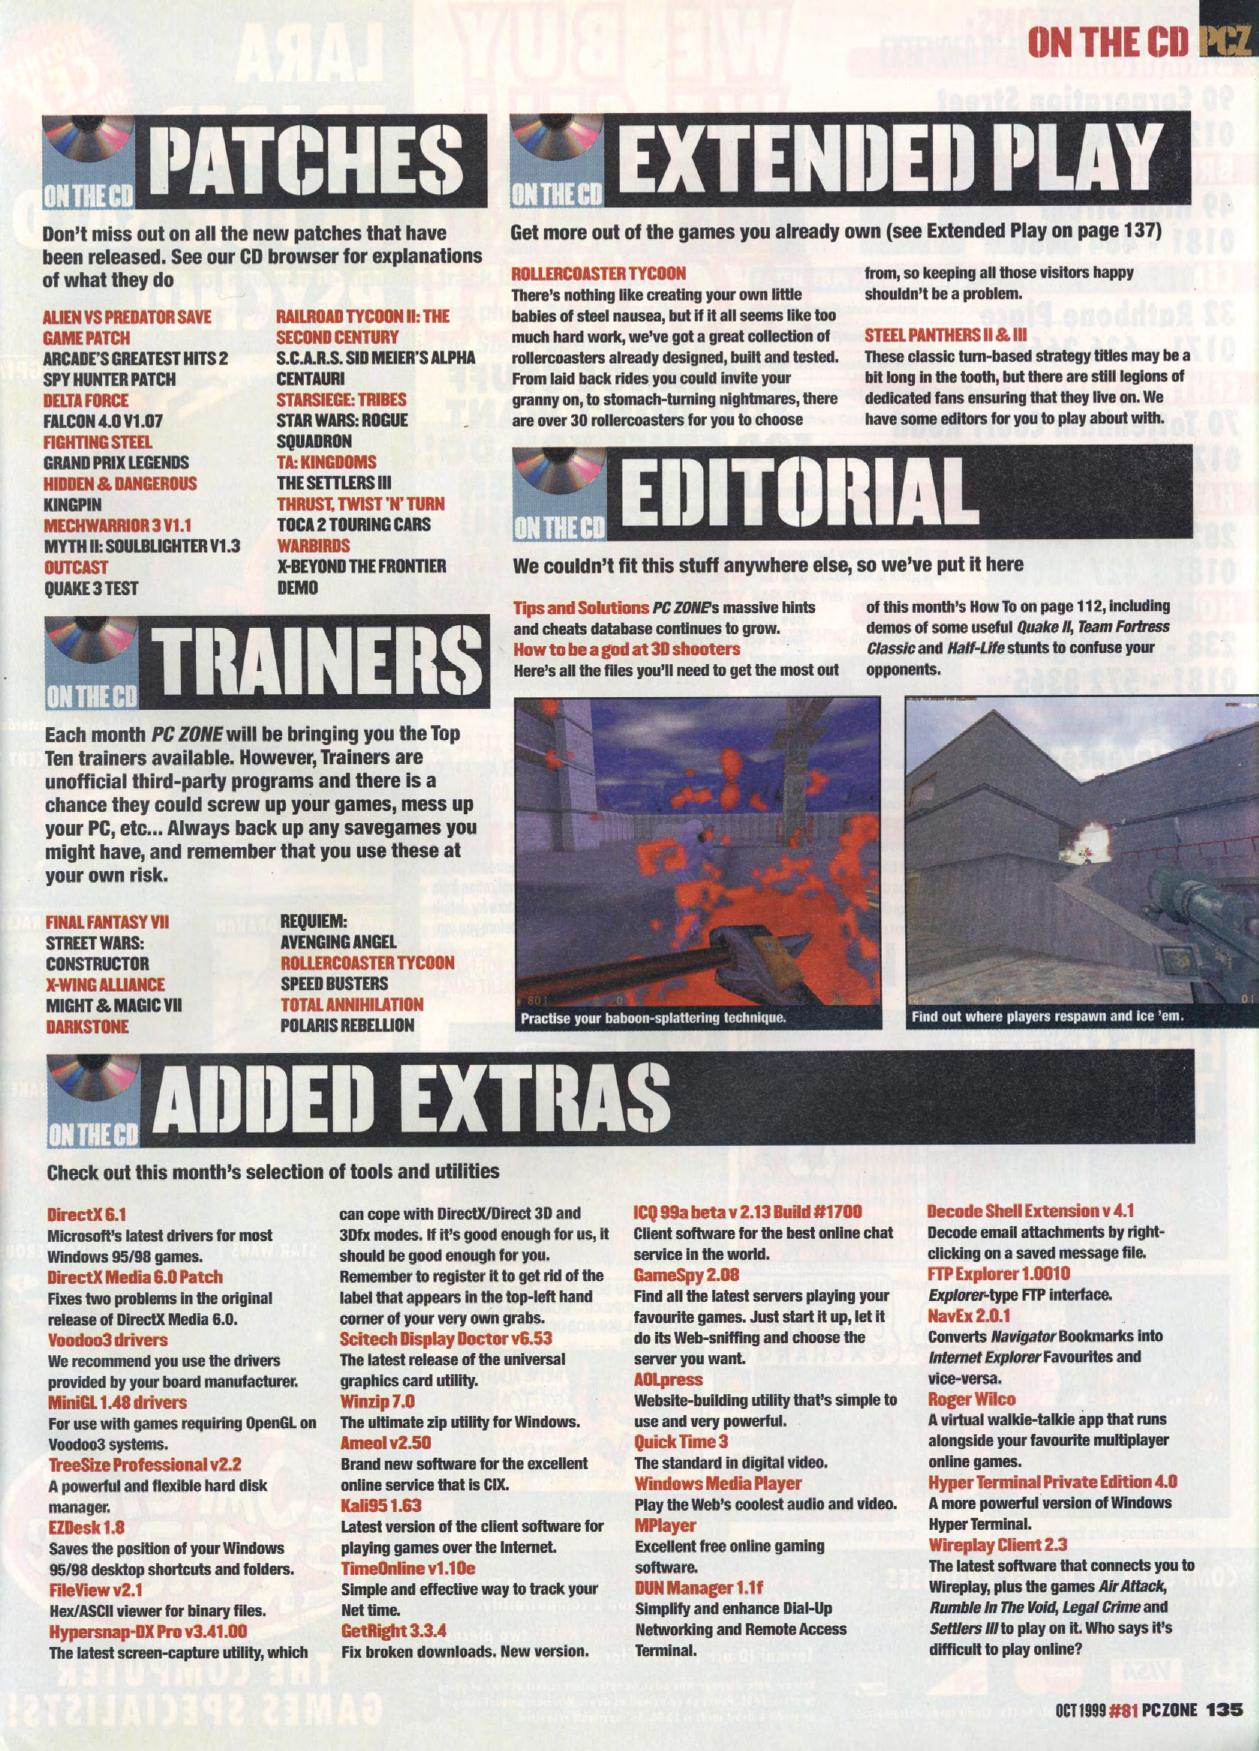 ON THE CD PCZ
ON THE CD
PATCHES
Don't miss out on all the new patches that have
been released. See our CD browser for explanations
of what they do
ALIEN VS PREDATOR SAVE
GAME PATCH
ARCADE'S GREATEST HITS 2
SPY HUNTER PATCH
DELTA FORCE
FALCON 4.0 V1.07
FIGHTING STEEL
GRAND PRIX LEGENDS
HIDDEN & DANGEROUS
KINGPIN
MECHWARRIOR 3 V1.1
MYTH II: SOULBLIGHTER V1.3
OUTCAST
QUAKE 3 TEST
RAILROAD TYCOON II: THE
SECOND CENTURY
S.C.A.R.S. SID MEIER'S ALPHA
CENTAURI
STARSIEGE: TRIBES
STAR WARS: ROGUE
SQUADRON
TA: KINGDOMS
THE SETTLERS III
THRUST, TWIST 'N' TURN
TOCA 2 TOURING CARS
WARBIRDS
X-BEYOND THE FRONTIER
DEMO
ON THE CD
TRAINERS
Each month PC ZONE will be bringing you the Top
Ten trainers available. However, Trainers are
unofficial third-party programs and there is a
chance they could screw up your games, mess up
your PC, etc... Always back up any savegames you
might have, and remember that you use these at
your own risk.
FINAL FANTASY VII
STREET WARS:
CONSTRUCTOR
X-WING ALLIANCE
MIGHT & MAGIC VII
DARKSTONE
REQUIEM:
AVENGING ANGEL
ROLLERCOASTER TYCOON
SPEED BUSTERS
TOTAL ANNIHILATION
POLARIS REBELLION
ON THE CD
EXTENDED PLAY
Get more out of the games you already own (see Extended Play on page 137)
ROLLERCOASTER TYCOON
There's nothing like creating your own little
babies of steel nausea, but if it all seems like too
much hard work, we've got a great collection of
rollercoasters already designed, built and tested.
From laid back rides you could invite your
granny on, to stomach-turning nightmares, there
are over 30 rollercoasters for you to choose
from, so keeping all those visitors happy
shouldn't be a problem.
STEEL PANTHERS II & III
These classic turn-based strategy titles may be a
bit long in the tooth, but there are still legions of
dedicated fans ensuring that they live on. We
have some editors for you to play about with.
ON THE CD
EDITORIAL
We couldn't fit this stuff anywhere else, so we've put it here
Tips and Solutions PC ZONE's massive hints
and cheats database continues to grow.
How to be a god at 3D shooters
Here's all the files you'll need to get the most out
of this month's How To on page 112, including
demos of some useful Quake II, Team Fortress
Classic and Half-Life stunts to confuse your
opponents.
Practise your baboon-splattering technique.
Find out where players respawn and ice 'em.
ON THE CD
ADDED EXTRAS
Check out this month's selection of tools and utilities
DirectX 6.1
Microsoft's latest drivers for most
Windows 95/98 games.
DirectX Media 6.0 Patch
Fixes two problems in the original
release of DirectX Media 6.0.
Voodoo3 drivers
We recommend you use the drivers
provided by your board manufacturer.
MiniGL 1.48 drivers
For use with games requiring OpenGL on
Voodoo3 systems.
TreeSize Professional v2.2
A powerful and flexible hard disk
manager.
EZDesk 1.8
Saves the position of your Windows
95/98 desktop shortcuts and folders.
FileView v2.1
Hex/ASCII viewer for binary files.
Hypersnap-DX Pro v3.41.00
The latest screen-capture utility, which
can cope with DirectX/Direct 3D and
3Dfx modes. If it's good enough for us, it
should be good enough for you.
Remember to register it to get rid of the
label that appears in the top-left hand
corner of your very own grabs.
Scitech Display Doctor v6.53
The latest release of the universal
graphics card utility.
Winzip 7.0
The ultimate zip utility for Windows.
Ameol v2.50
Brand new software for the excellent
online service that is CIX.
Kali95 1.63
Latest version of the client software for
playing games over the Internet.
TimeOnline v1.10e
Simple and effective way to track your
Net time.
GetRight 3.3.4
Fix broken downloads. New version.
ICQ 99a beta v 2.13 Build #1700
Client software for the best online chat
service in the world.
GameSpy 2.08
Find all the latest servers playing your
favourite games. Just start it up, let it
do its Web-sniffing and choose the
server you want.
AOLpress
Website-building utility that's simple to
use and very powerful.
Quick Time 3
The standard in digital video.
Windows Media Player
Play the Web's coolest audio and video.
MPlayer
Excellent free online gaming
software.
DUN Manager 1.1f
Simplify and enhance Dial-Up
Networking and Remote Access
Terminal.
Decode Shell Extension v 4.1
Decode email attachments by right-
clicking on a saved message file.
FTP Explorer 1.0010
Explorer-type FTP interface.
NavEx 2.0.1
Converts Navigator Bookmarks into
Internet Explorer Favourites and
vice-versa.
Roger Wilco
A virtual walkie-talkie app that runs
alongside your favourite multiplayer
online games.
Hyper Terminal Private Edition 4.0
A more powerful version of Windows
Hyper Terminal.
Wireplay Client 2.3
The latest software that connects you to
Wireplay, plus the games Air Attack,
Rumble In The Void, Legal Crime and
Settlers III to play on it. Who says it's
difficult to play online?
OCT 1999 #81 PC ZONE 135